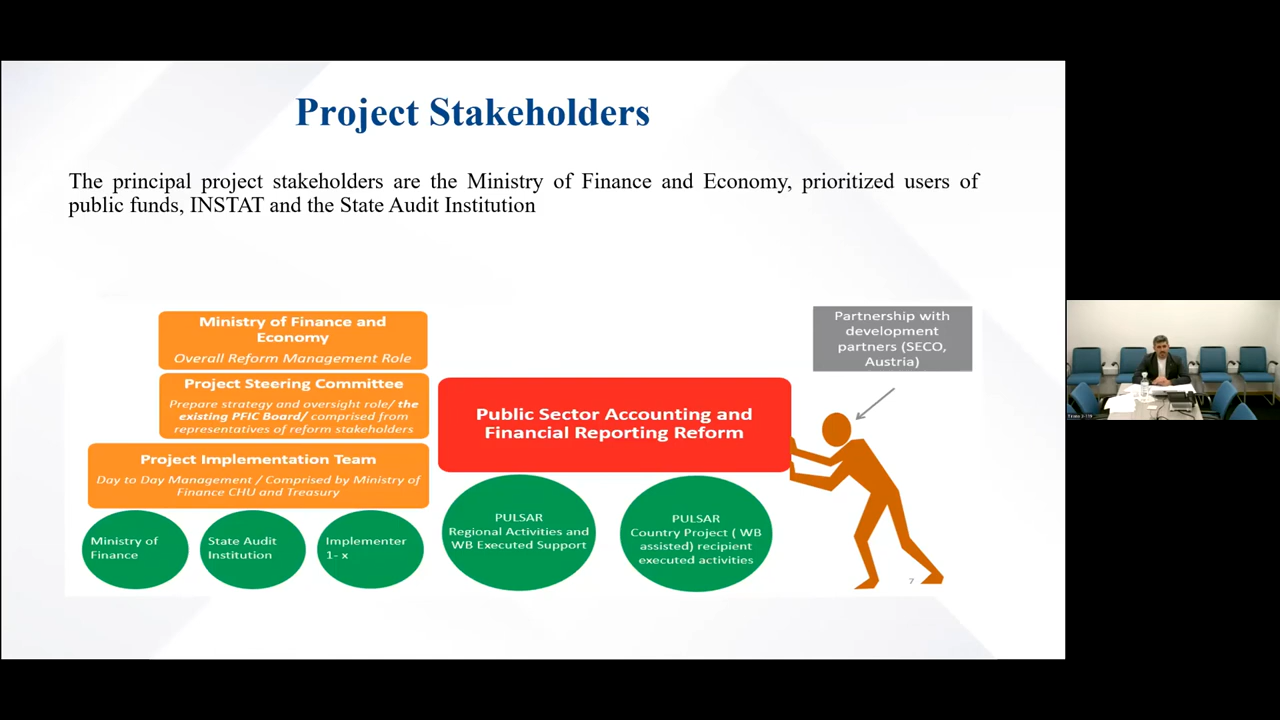 Project Stakeholders
The principal project stakeholders are the Ministry of Finance and Economy, prioritized users of
public funds, INSTAT and the State Audit Institution
Ministry of Finance and
Economy
Overall Reform Management Role
Project Steering Committee
Prepare strategy and oversight role/ the
existing PFIC Board/ comprised from
representatives of reform stakeholders
Project Implementation Team
Day to Day Management / Comprised by Ministry of
Finance CHU and Treasury
Ministry of
Finance
State Audit
Institution
Implementer
1- x
Public Sector Accounting and
Financial Reporting Reform
PULSAR
Regional Activities and
WB Executed Support
PULSAR
Country Project ( WB
assisted) recipient
executed activities
Partnership with
development
partners (SECO,
Austria)
7